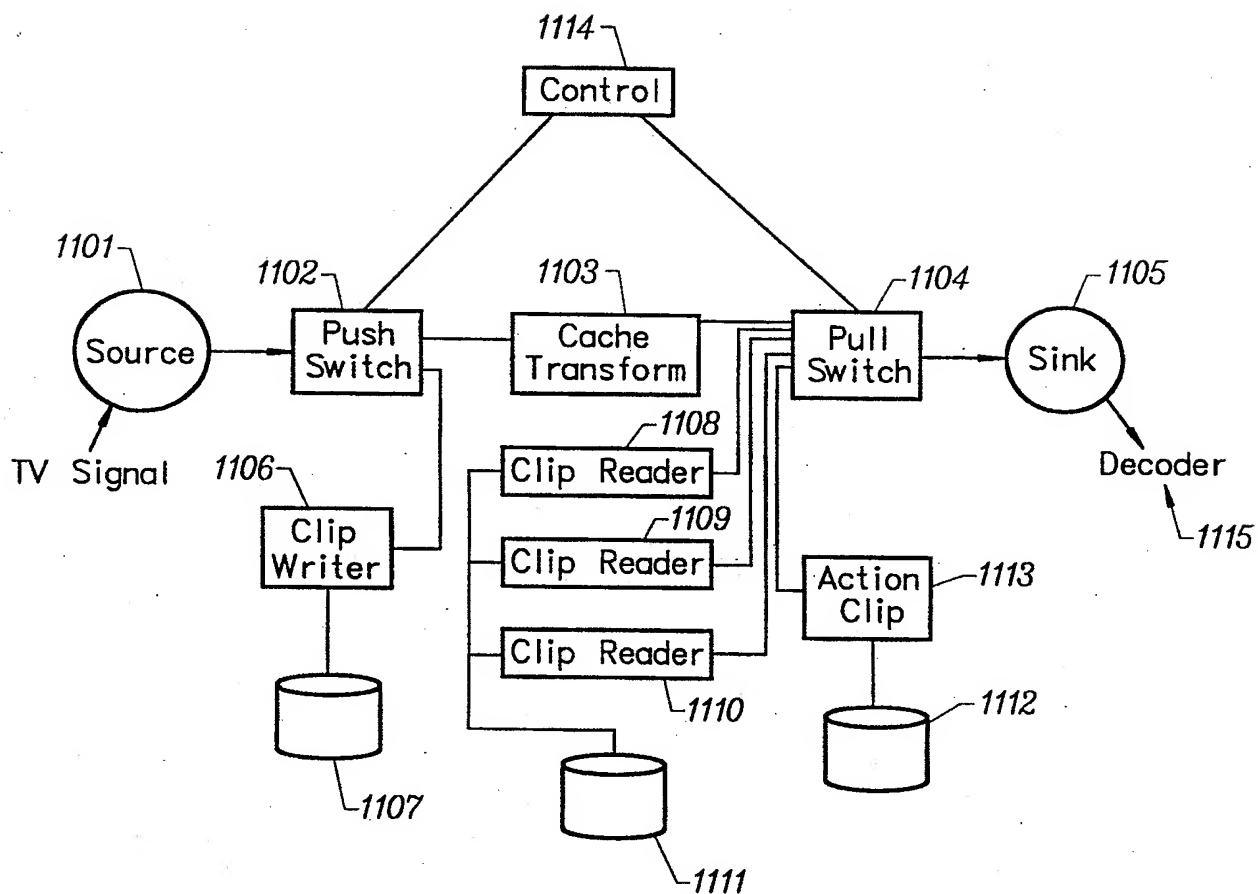 1114
Control
1101
1102
1103
1104
1105
Source
Push
Switch
Cache
Transform
Pull
Switch
Sink
TV Signal
1106
1108
Clip Reader
Decoder
1115
Clip
Writer
1109
Clip Reader
Action
Clip
1113
Clip Reader
1110
1112
1107
1111